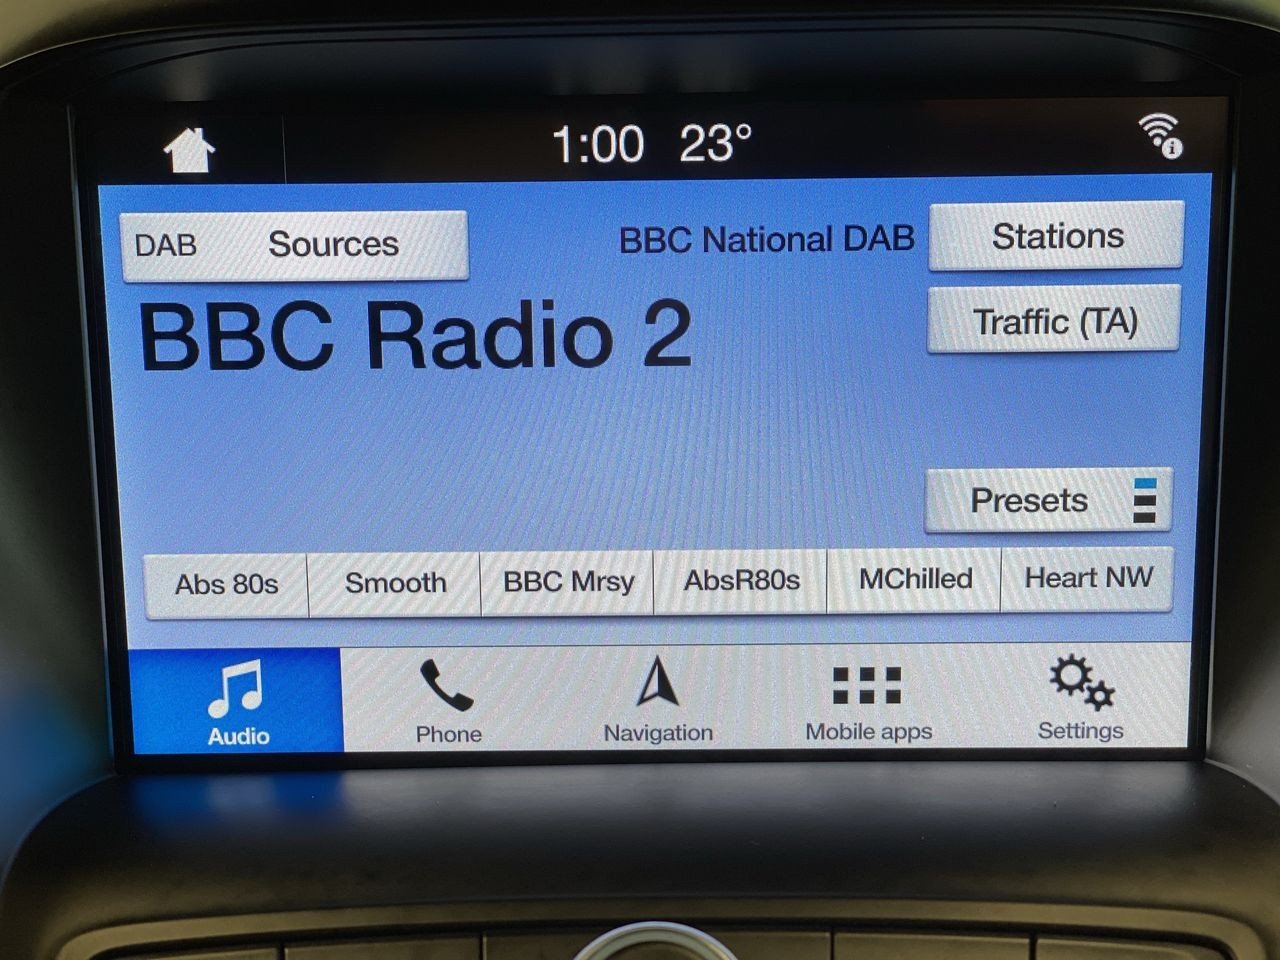 1:00 23°
DAB Sources
BBC National DAB
Stations
BBC Radio 2
Traffic (TA)
Presets
Abs 80s
Smooth
BBC Mrsy
AbsR80s
MChilled
Heart NW
Audio
Phone
Navigation
Mobile apps
Settings